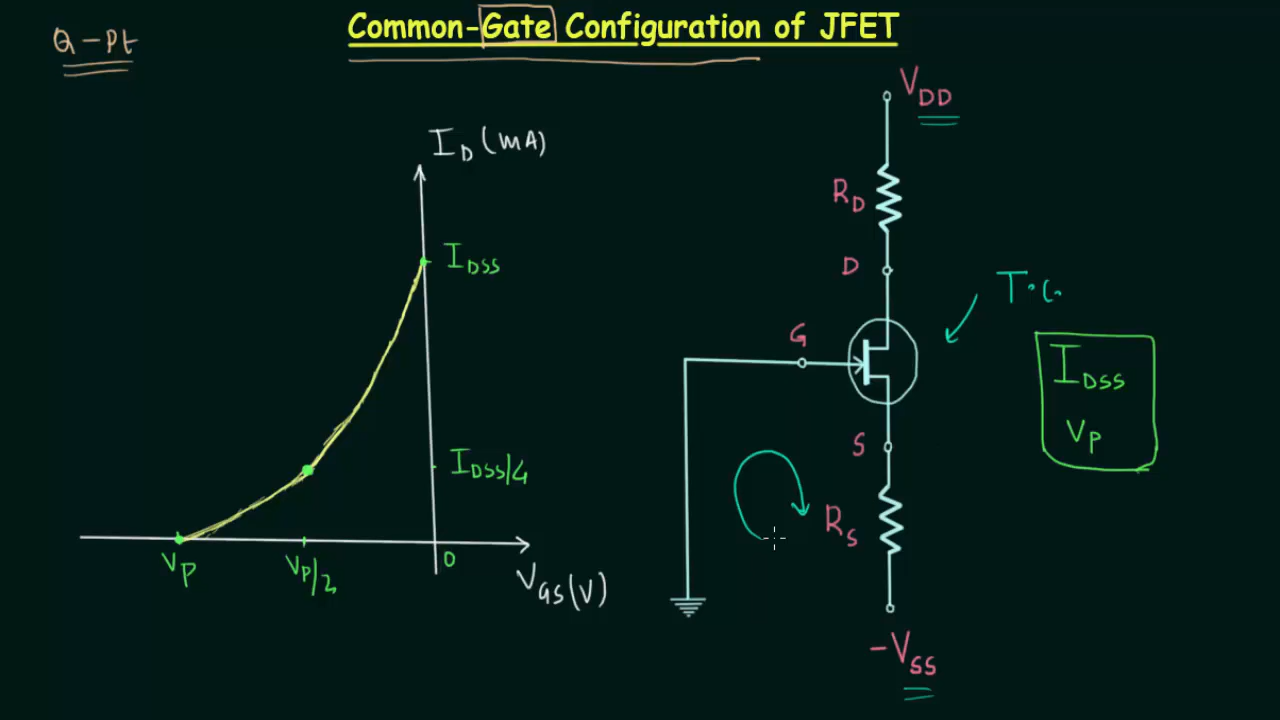 Common-Gate Configuration of JFET
Q-Pt
V_DD
I_D (mA)
R_D
D
I_DSS
T.C.
G
I_DSS
V_P
S
I_DSS/4
R_S
V_P
V_P/2
0
V_GS (V)
-V_SS